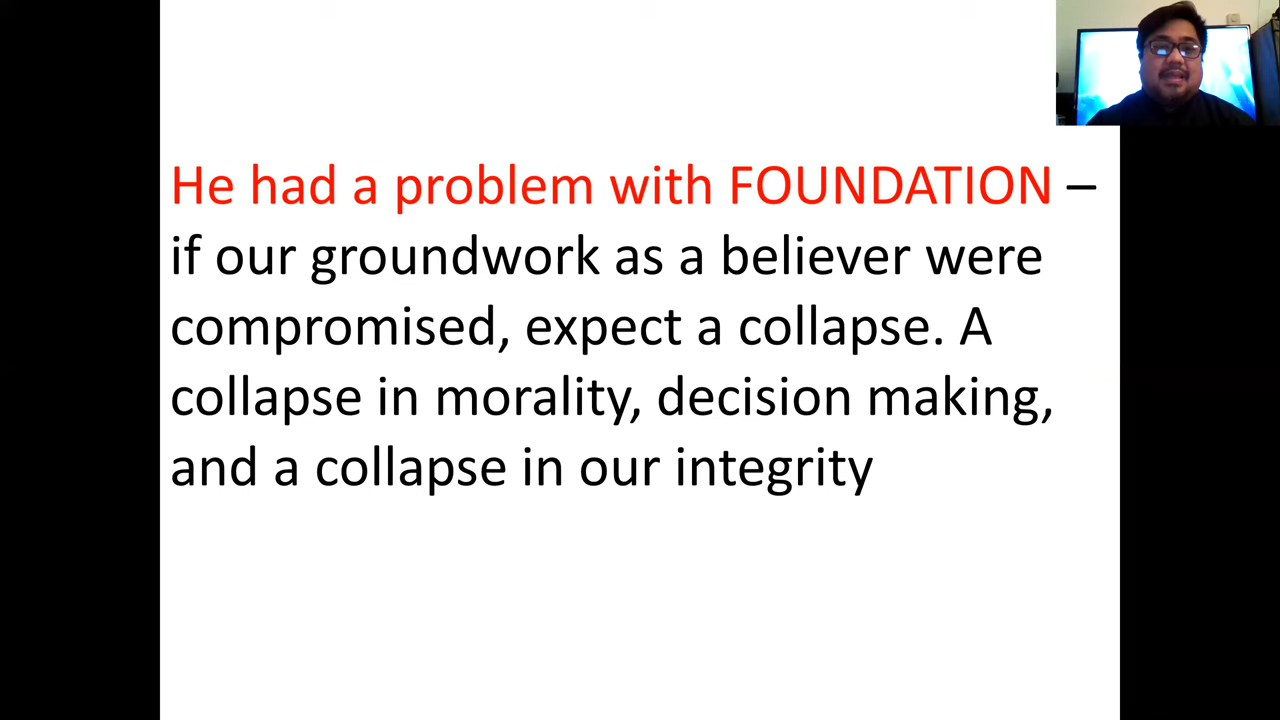 He had a problem with FOUNDATION –
if our groundwork as a believer were
compromised, expect a collapse. A
collapse in morality, decision making,
and a collapse in our integrity